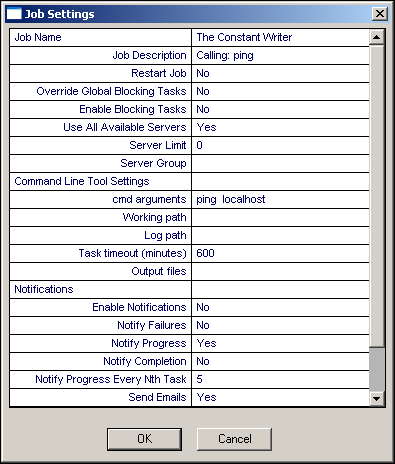 Job Settings
Job Name The Constant Writer
Job Description Calling: ping
Restart Job No
Override Global Blocking Tasks No
Enable Blocking Tasks No
Use All Available Servers Yes
Server Limit 0
Server Group
Command Line Tool Settings
cmd arguments ping localhost
Working path
Log path
Task timeout (minutes) 600
Output files
Notifications
Enable Notifications No
Notify Failures No
Notify Progress Yes
Notify Completion No
Notify Progress Every Nth Task 5
Send Emails Yes
OK Cancel